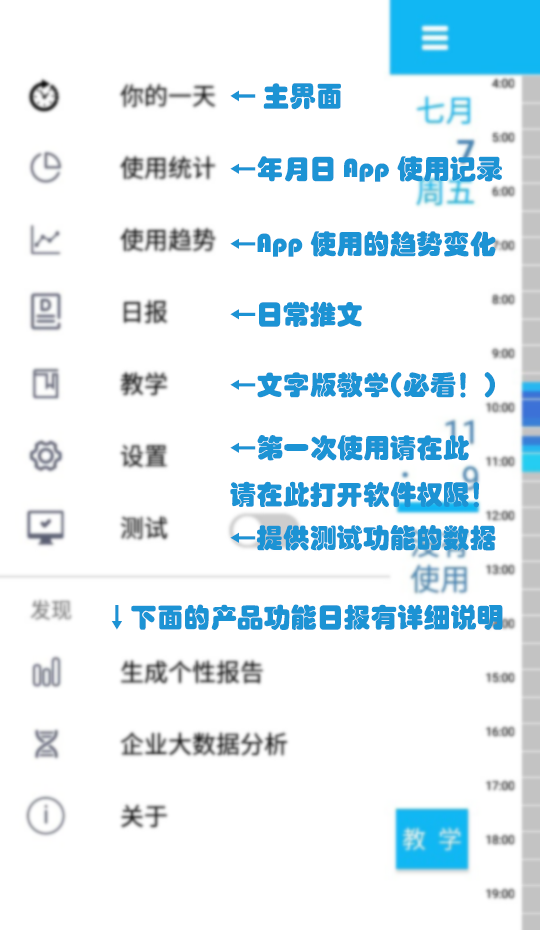 4:00
你的一天 ← 主界面
七月
5:00
7
使用统计 ←年月日 App 使用记录
周五 6:00
使用趋势 ←App 使用的趋势变化
7:00
日报 ←日常推文
8:00
9:00
教学 ←文字版教学(必看！)
10:00
11
设置 ←第一次使用请在此
11:00
9
请在此打开软件权限！
12:00
测试 ←提供测试功能的数据
没有
13:00
使用
发现 ↓下面的产品功能日报有详细说明
生成个性报告
15:00
16:00
企业大数据分析
17:00
关于
教 学
18:00
19:00